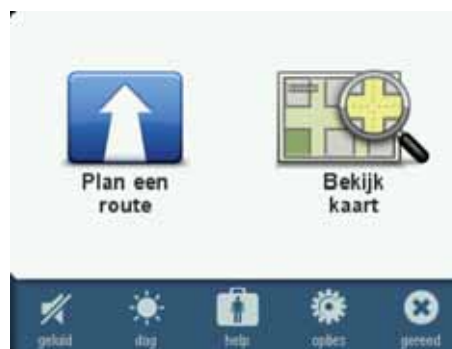 Plan een
route
Bekijk
kaart
geluid
dag
help
opties
gereed